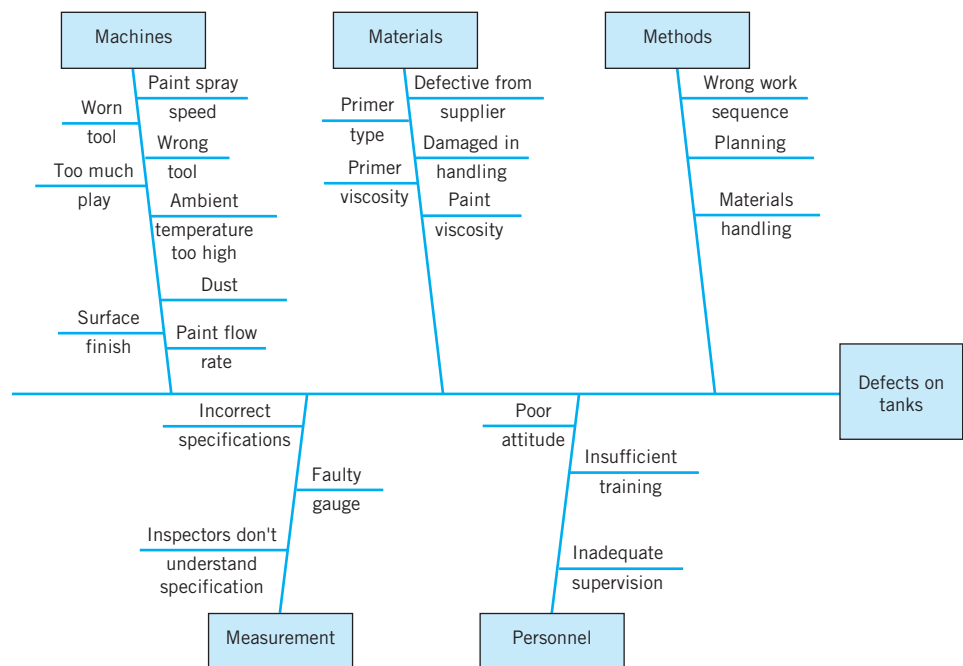 Machines
Materials
Methods
Paint spray
speed
Worn
tool
Wrong
tool
Too much
play
Ambient
temperature
too high
Dust
Surface
finish
Paint flow
rate
Defective from
supplier
Primer
type
Damaged in
handling
Primer
viscosity
Paint
viscosity
Wrong work
sequence
Planning
Materials
handling
Defects on
tanks
Incorrect
specifications
Faulty
gauge
Inspectors don't
understand
specification
Poor
attitude
Insufficient
training
Inadequate
supervision
Measurement
Personnel